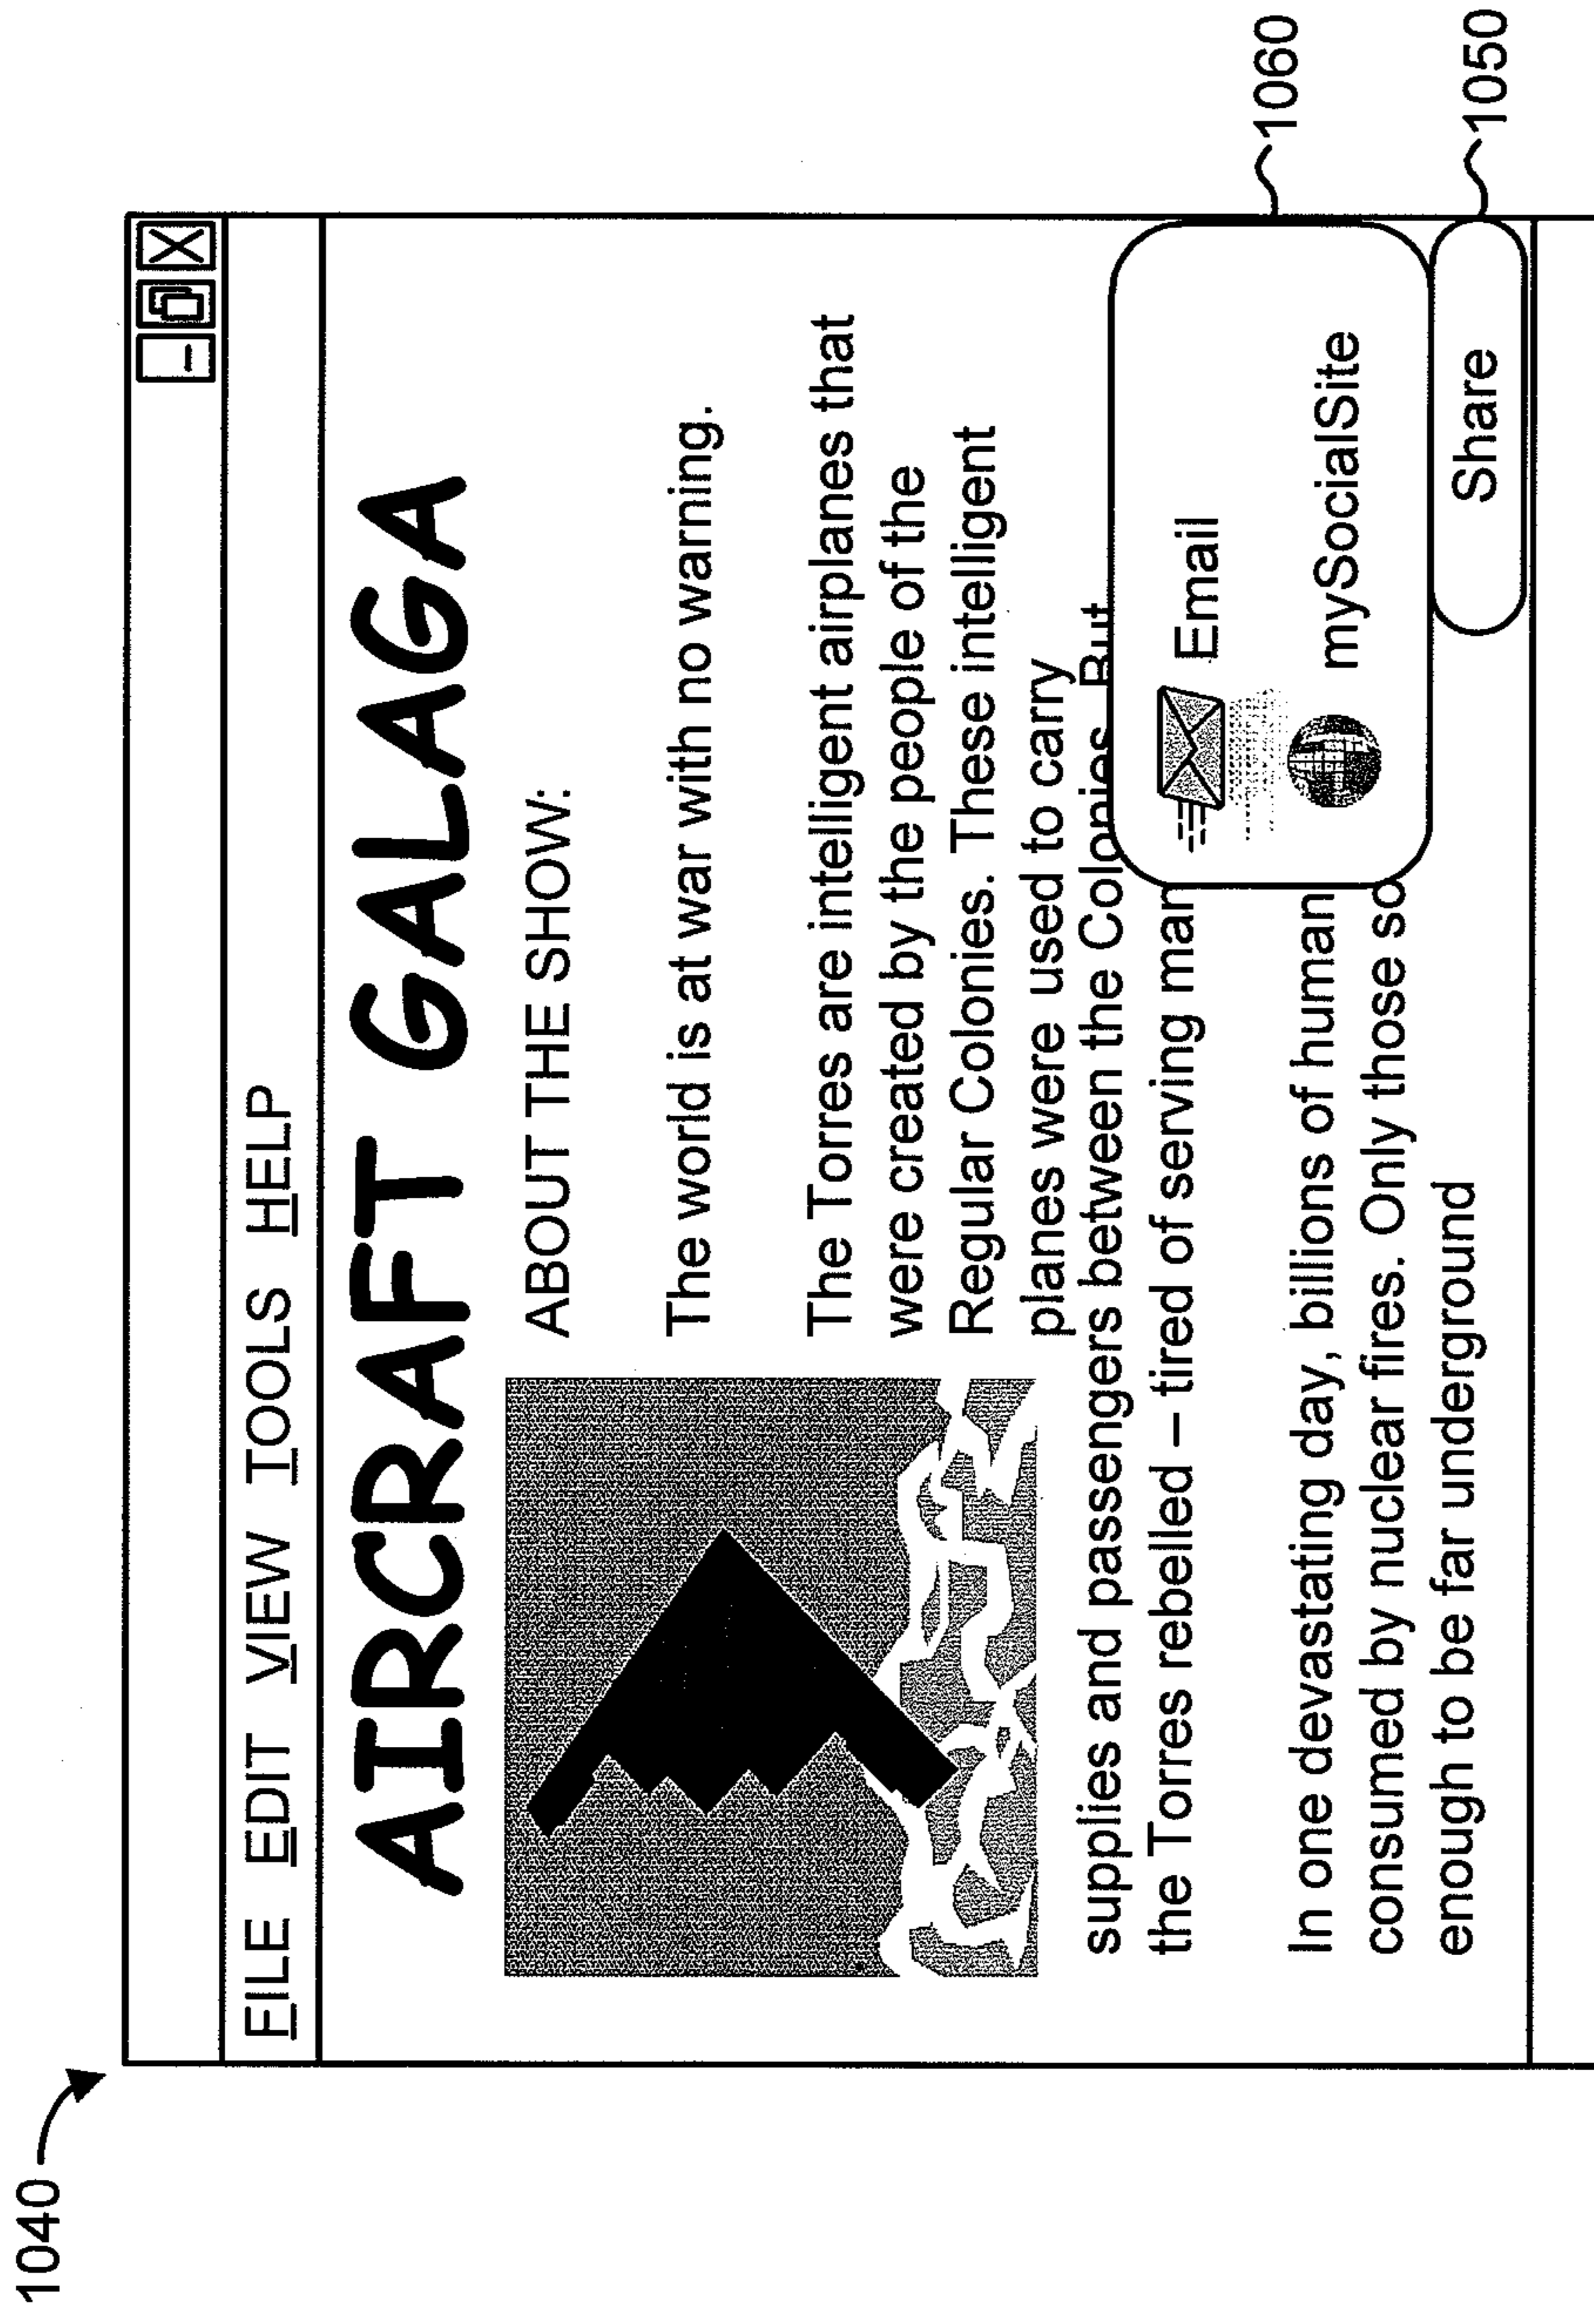 1040
FILE EDIT VIEW TOOLS HELP
AIRCRAFT GALAGA
ABOUT THE SHOW:
The world is at war with no warning.
The Torres are intelligent airplanes that
were created by the people of the
Regular Colonies. These intelligent
planes were used to carry
supplies and passengers between the Colonies. But
the Torres rebelled – tired of serving man
In one devastating day, billions of human
consumed by nuclear fires. Only those so
enough to be far underground
Email
mySocialSite
1060
Share
1050